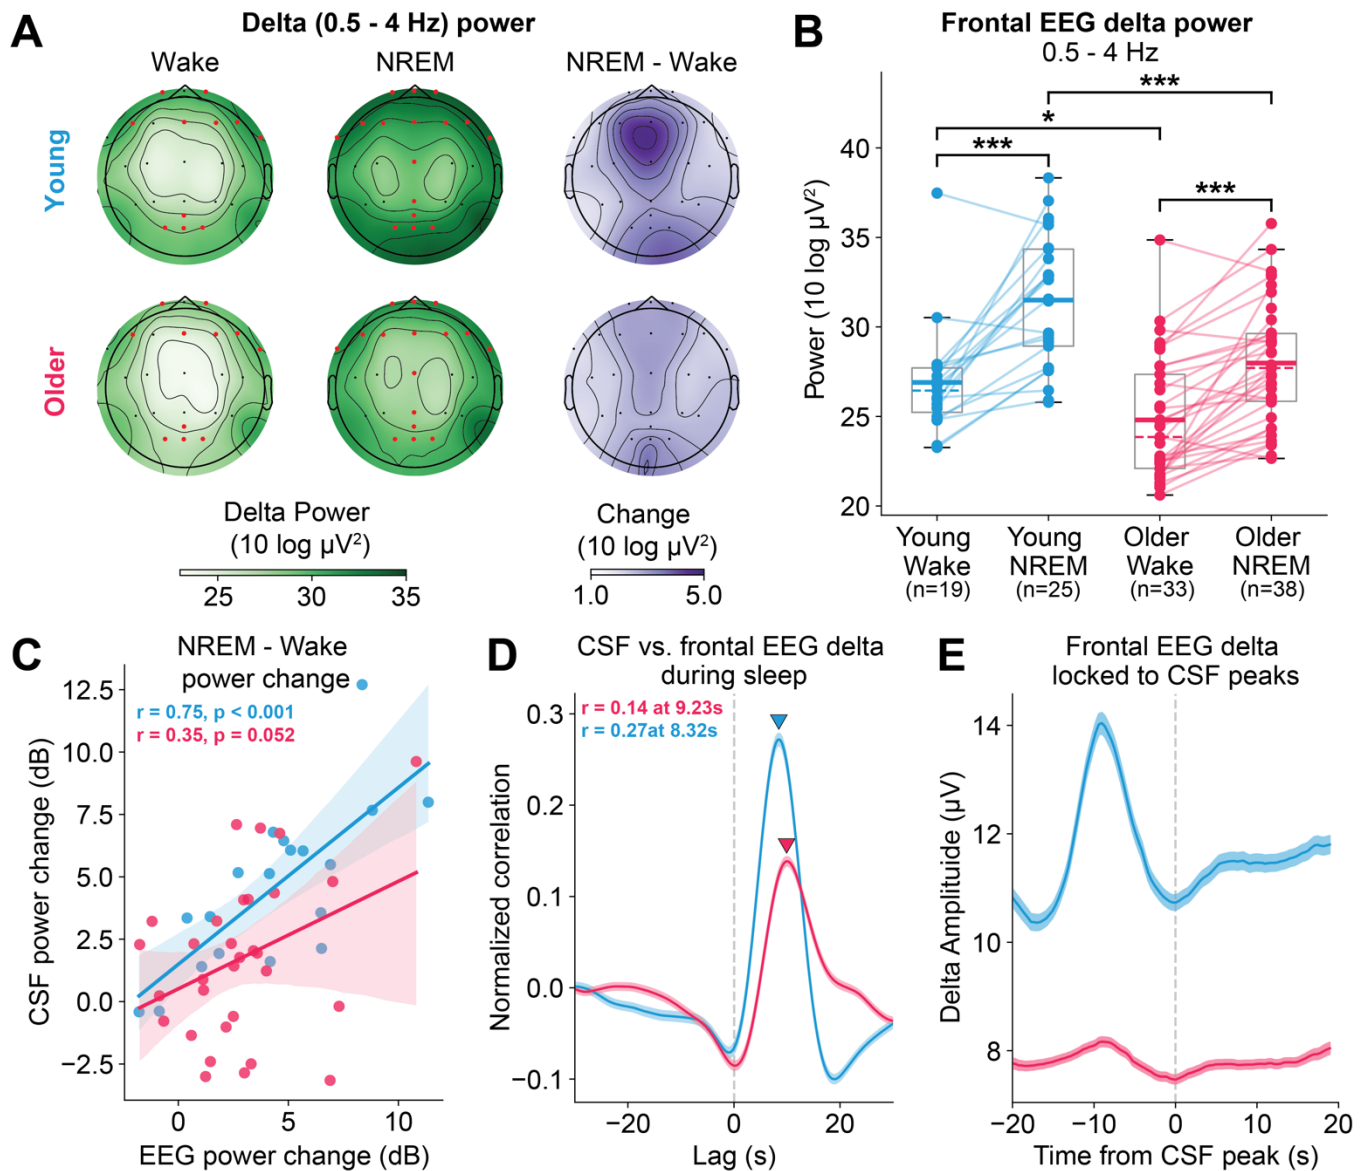 A
Delta (0.5 - 4 Hz) power
Wake
NREM
NREM - Wake
Young
Older
Delta Power
(10 log µV²)
25
30
35
Change
(10 log µV²)
1.0
5.0
B
Frontal EEG delta power
0.5 - 4 Hz
***
*
***
***
Power (10 log µV²)
40
35
30
25
20
Young
Wake
(n=19)
Young
NREM
(n=25)
Older
Wake
(n=33)
Older
NREM
(n=38)
C
NREM - Wake
power change
r = 0.75, p < 0.001
r = 0.35, p = 0.052
CSF power change (dB)
12.5
10.0
7.5
5.0
2.5
0.0
−2.5
0
5
10
EEG power change (dB)
D
CSF vs. frontal EEG delta
during sleep
r = 0.14 at 9.23s
r = 0.27at 8.32s
Normalized correlation
0.3
0.2
0.1
0.0
−0.1
−20
0
20
Lag (s)
E
Frontal EEG delta
locked to CSF peaks
Delta Amplituide (µV)
14
12
10
8
−20
−10
0
10
20
Time from CSF peak (s)